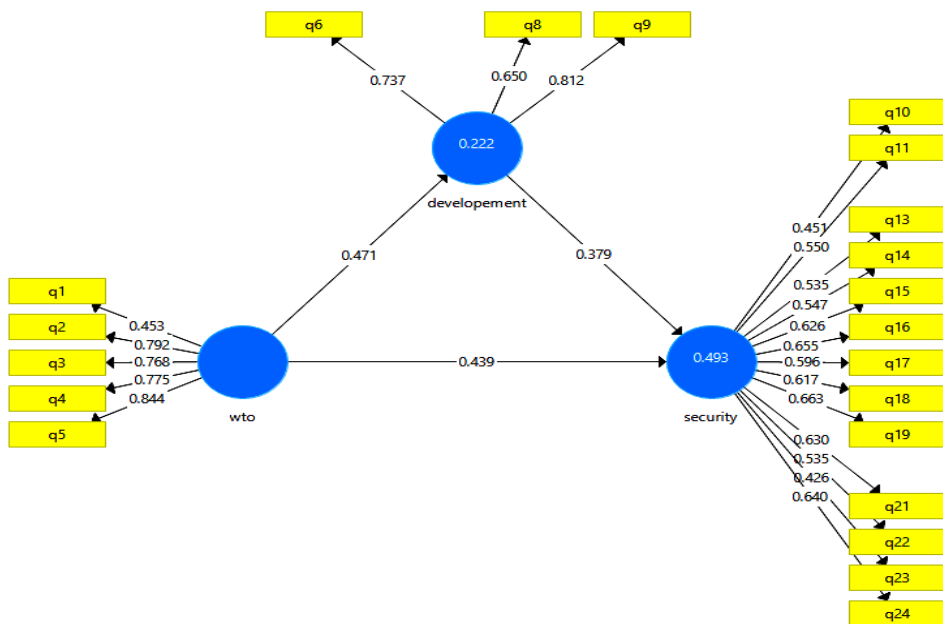 q6
q8
q9
0.737
0.650
0.812
0.222
developement
q10
q11
q13
q14
q15
q16
q17
q18
q19
q21
q22
q23
q24
0.451
0.550
0.535
0.547
0.626
0.655
0.596
0.617
0.663
0.630
0.535
0.426
0.640
0.471
0.379
0.439
0.493
security
q1
q2
q3
q4
q5
0.453
0.792
0.768
0.775
0.844
wto